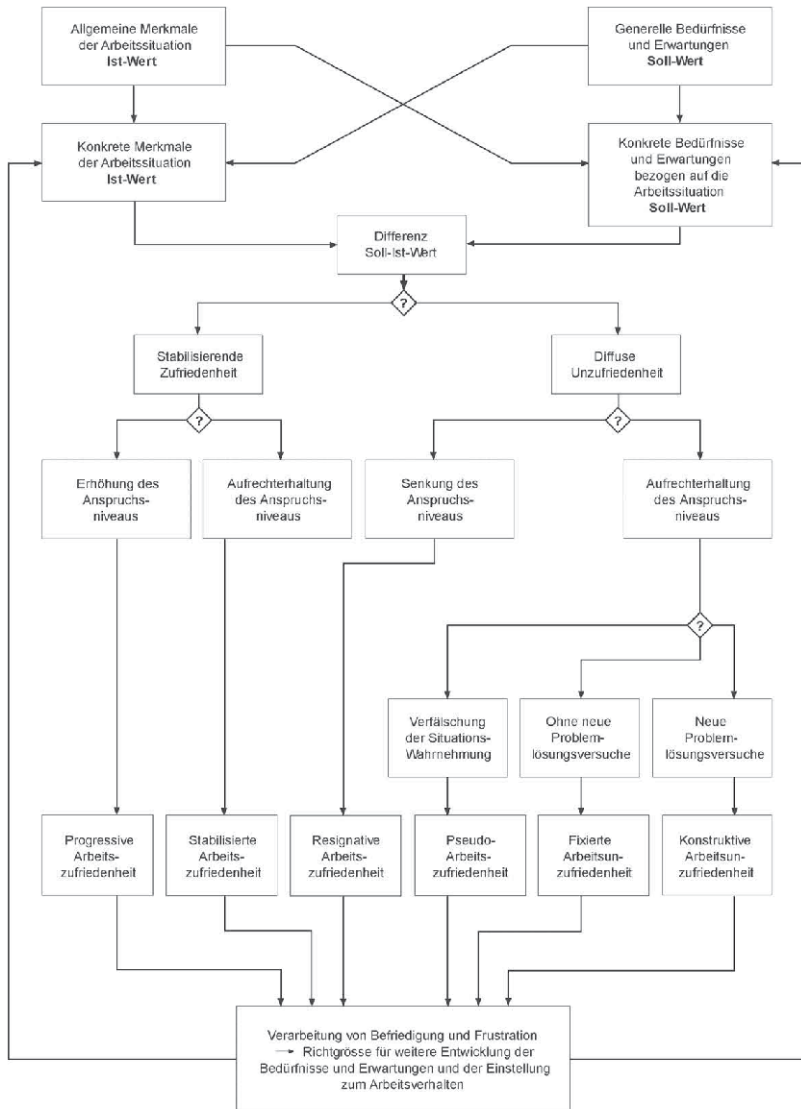 Allgemeine Merkmale
der Arbeitssituation
Ist-Wert
Generelle Bedürfnisse
und Erwartungen
Soll-Wert
Konkrete Merkmale
der Arbeitssituation
Ist-Wert
Konkrete Bedürfnisse
und Erwartungen
bezogen auf die
Arbeitssituation
Soll-Wert
Differenz
Soll-Ist-Wert
?
Stabilisierende
Zufriedenheit
Diffuse
Unzufriedenheit
?
?
Erhöhung des
Anspruchs-
niveaus
Aufrechterhaltung
des Anspruchs-
niveaus
Senkung des
Anspruchs-
niveaus
Aufrechterhaltung
des Anspruchs-
niveaus
?
Verfälschung
der Situations-
Wahrnehmung
Ohne neue
Problem-
lösungsversuche
Neue
Problem-
lösungsversuche
Progressive
Arbeits-
zufriedenheit
Stabilisierte
Arbeits-
zufriedenheit
Resignative
Arbeits-
zufriedenheit
Pseudo-
Arbeits-
zufriedenheit
Fixierte
Arbeitsun-
zufriedenheit
Konstruktive
Arbeitsun-
zufriedenheit
Verarbeitung von Befriedigung und Frustration
→ Richtgrösse für weitere Entwicklung der
Bedürfnisse und Erwartungen und der Einstellung
zum Arbeitsverhalten